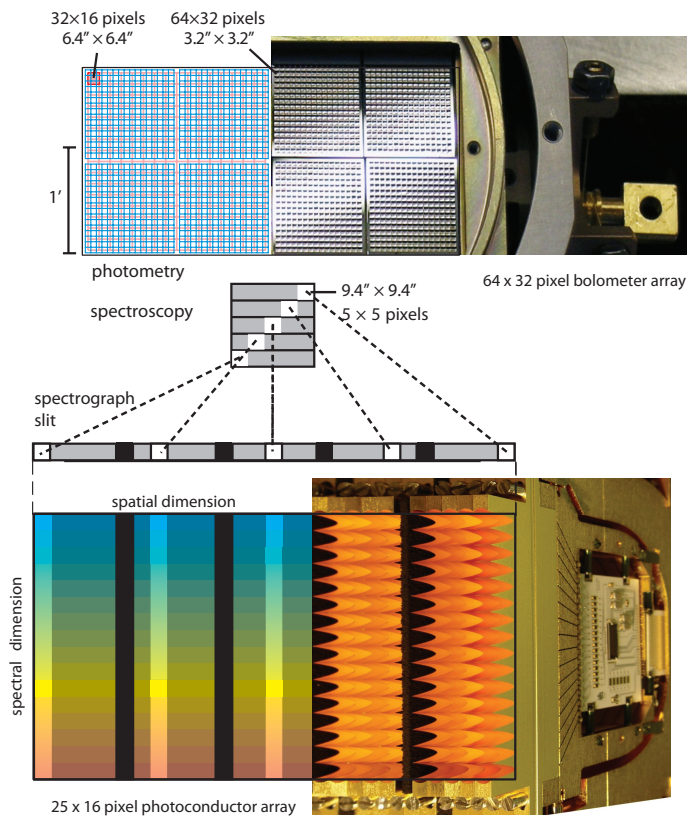 32×16 pixels
6.4” × 6.4”
64×32 pixels
3.2” × 3.2”
1’
photometry
64 x 32 pixel bolometer array
spectroscopy
9.4” × 9.4”
5 × 5 pixels
spectrograph
slit
spatial dimension
spectral dimension
25 x 16 pixel photoconductor array